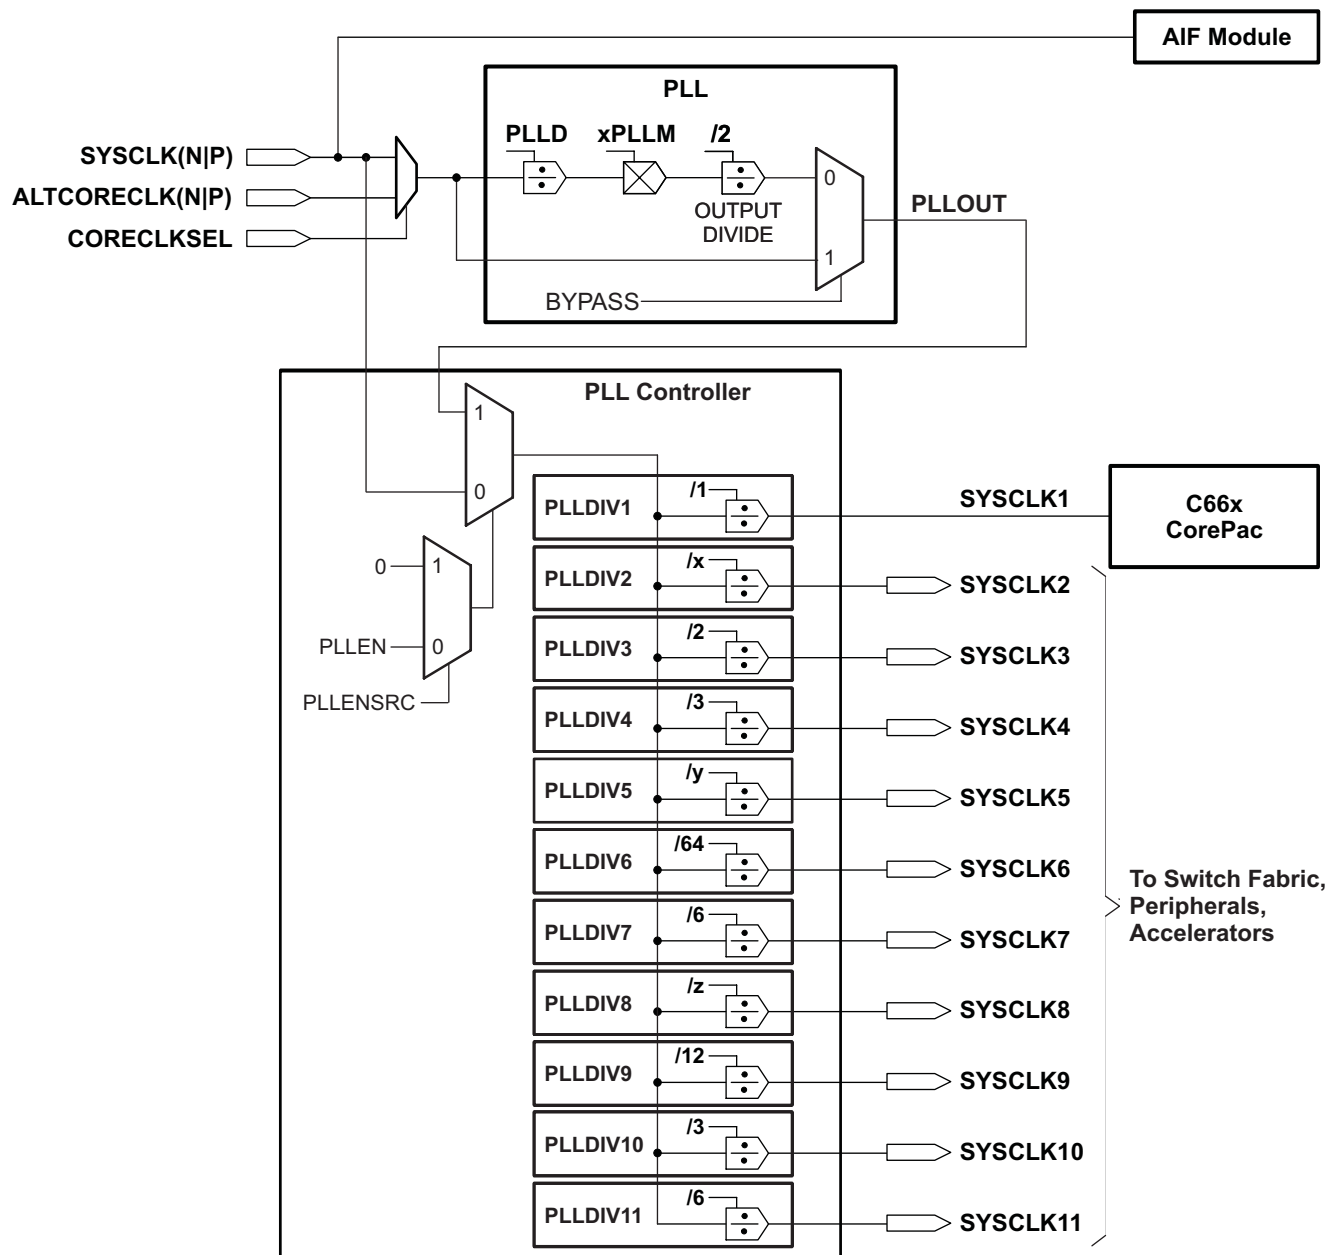 AIF Module
PLL
PLLD
xPLLM
/2
SYSCLK(N|P)
0
ALTCORECLK(N|P)
OUTPUT
DIVIDE
PLLOUT
CORECLKSEL
1
BYPASS
PLL Controller
1
0
PLLDIV1
/1
SYSCLK1
C66x
CorePac
0
1
PLLDIV2
/x
SYSCLK2
PLLEN
0
PLLDIV3
/2
SYSCLK3
PLLENSRC
PLLDIV4
/3
SYSCLK4
PLLDIV5
/y
SYSCLK5
PLLDIV6
/64
SYSCLK6
To Switch Fabric,
Peripherals,
Accelerators
PLLDIV7
/6
SYSCLK7
PLLDIV8
/z
SYSCLK8
PLLDIV9
/12
SYSCLK9
PLLDIV10
/3
SYSCLK10
PLLDIV11
/6
SYSCLK11